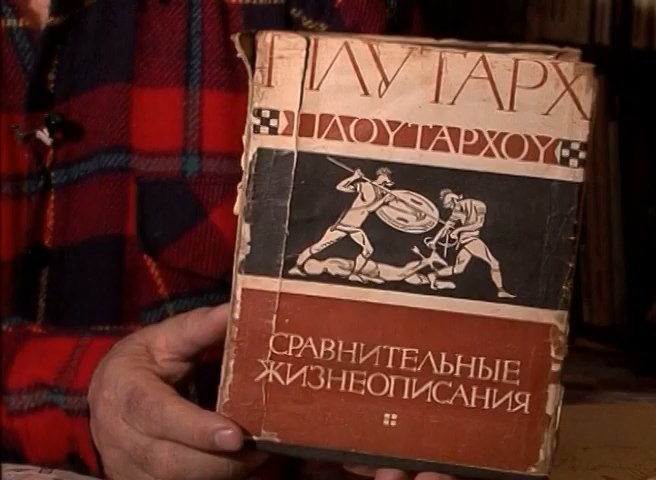 ПЛУТАРХ
ΠΛΟΥΤΑΡΧΟΥ
СРАВНИТЕЛЬНЫЕ
ЖИЗНЕОПИСАНИЯ